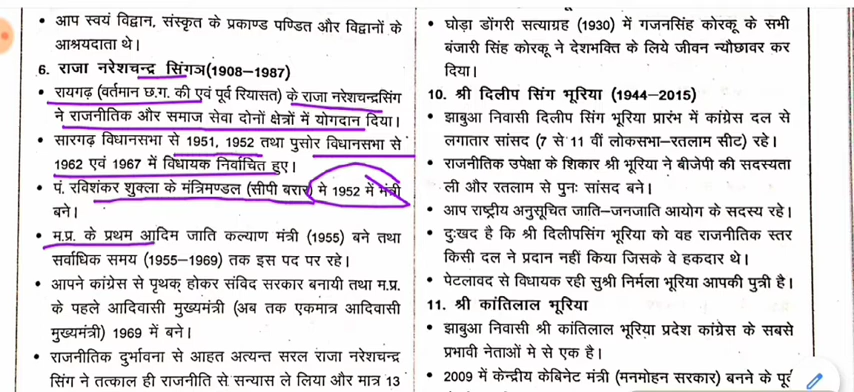 • आप स्वयं विद्वान, संस्कृत के प्रकाण्ड पण्डित और विद्वानों के
आश्रयदाता थे।
6. राजा नरेशचन्द्र सिंगञ(1908–1987)
• रायगढ़ (वर्तमान छ.ग. की एवं पूर्व रियासत) के राजा नरेशचन्द्रसिंग
ने राजनीतिक और समाज सेवा दोनों क्षेत्रों में योगदान दिया।
• सारगढ़ विधानसभा से 1951, 1952 तथा पुसोर विधानसभा से
1962 एवं 1967 में विधायक निर्वाचित हुए।
• पं. रविशंकर शुक्ला के मंत्रिमण्डल (सीपी बरार) मे 1952 में मंत्री
बने।
• म.प्र. के प्रथम आदिम जाति कल्याण मंत्री (1955) बने तथा
सर्वाधिक समय (1955–1969) तक इस पद पर रहे।
• आपने कांग्रेस से पृथक् होकर संविद सरकार बनायी तथा म.प्र.
के पहले आदिवासी मुख्यमंत्री (अब तक एकमात्र आदिवासी
मुख्यमंत्री) 1969 में बने।
• राजनीतिक दुर्भावना से आहत अत्यन्त सरल राजा नरेशचन्द्र
सिंग ने तत्काल ही राजनीति से सन्यास ले लिया और मात्र 13
• घोड़ा डोंगरी सत्याग्रह (1930) में गजनसिंह कोरकू के सभी
बंजारी सिंह कोरकू ने देशभक्ति के लिये जीवन न्यौछावर कर
दिया।
10. श्री दिलीप सिंग भूरिया (1944–2015)
• झाबुआ निवासी दिलीप सिंग भूरिया प्रारंभ में कांग्रेस दल से
लगातार सांसद (7 से 11 वीं लोकसभा–रतलाम सीट) रहे।
• राजनीतिक उपेक्षा के शिकार श्री भूरिया ने बीजेपी की सदस्यता
ली और रतलाम से पुनः सांसद बने।
• आप राष्ट्रीय अनुसूचित जाति–जनजाति आयोग के सदस्य रहे।
• दुःखद है कि श्री दिलीपसिंग भूरिया को वह राजनीतिक स्तर
किसी दल ने प्रदान नहीं किया जिसके वे हकदार थे।
• पेटलावद से विधायक रही सुश्री निर्मला भूरिया आपकी पुत्री है।
11. श्री कांतिलाल भूरिया
• झाबुआ निवासी श्री कांतिलाल भूरिया प्रदेश कांग्रेस के सबसे
प्रभावी नेताओं मे से एक है।
• 2009 में केन्द्रीय केबिनेट मंत्री (मनमोहन सरकार) बनने के पूर्व